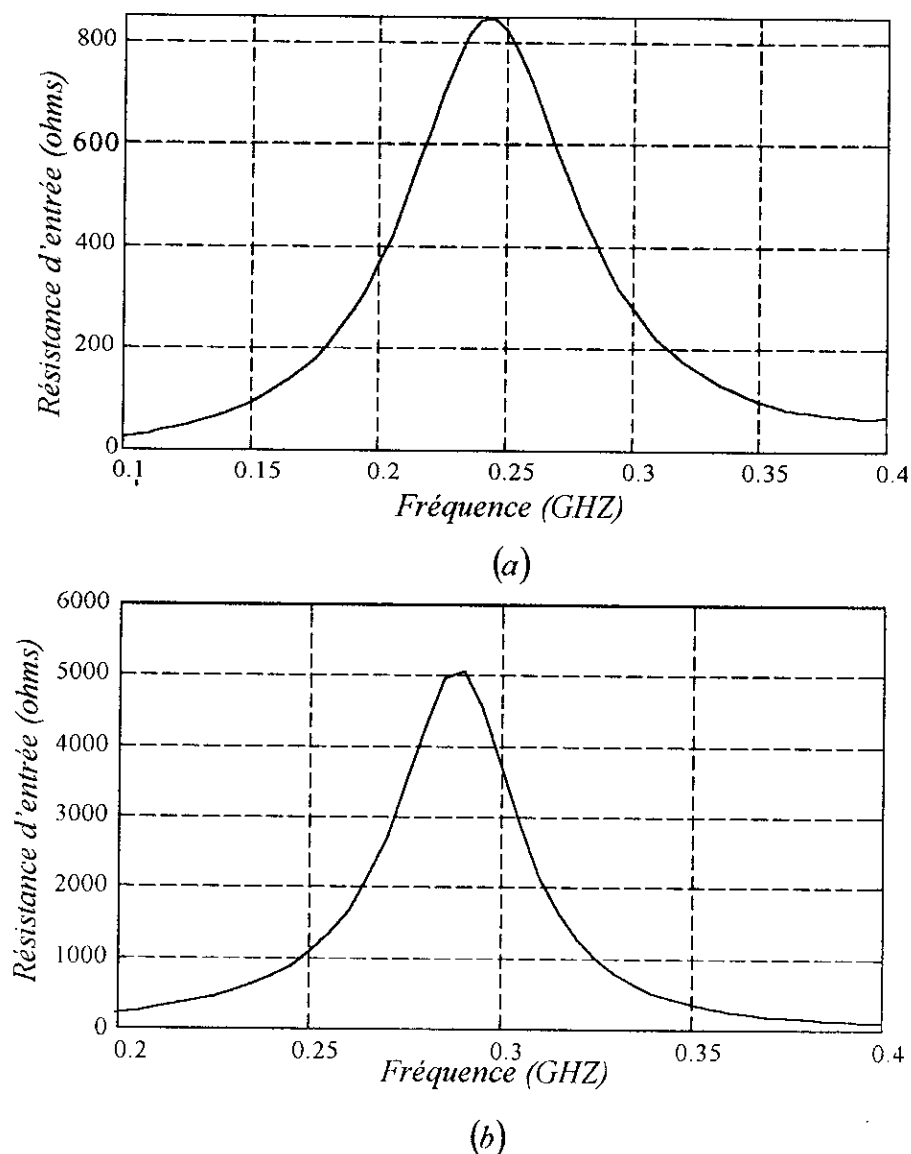 800
600
400
200
0
Résistance d'entrée (ohms)
0.1 0.15 0.2 0.25 0.3 0.35 0.4
Fréquence (GHZ)
(a)
6000
5000
4000
3000
2000
1000
0
Résistance d'entrée (ohms)
0.2 0.25 0.3 0.35 0.4
Fréquence (GHZ)
(b)